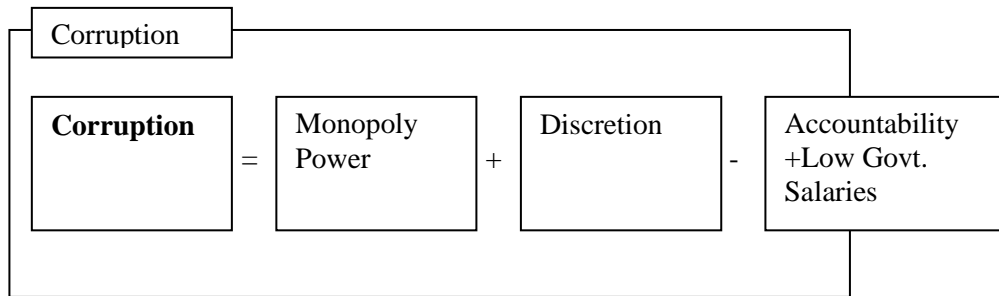 Corruption
Corruption = Monopoly Power + Discretion - Accountability +Low Govt. Salaries